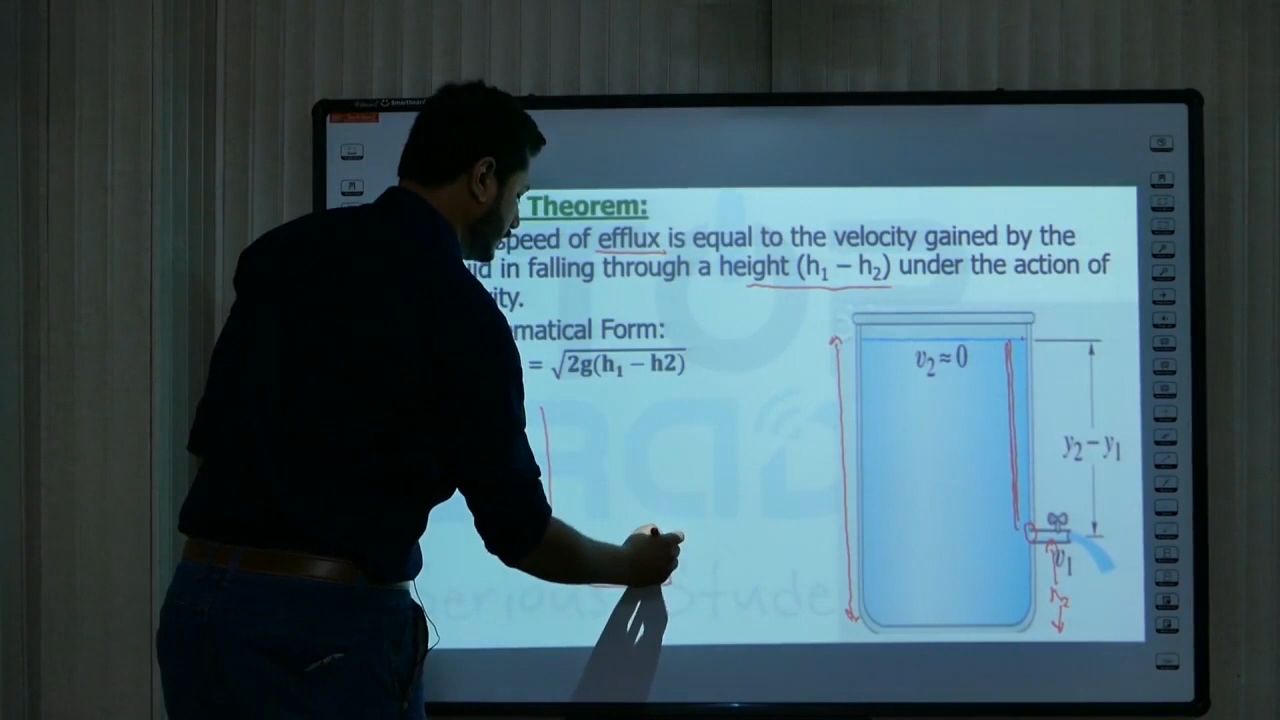 Theorem:
speed of efflux is equal to the velocity gained by the
in falling through a height (h₁ – h₂) under the action of
Form:
= √2g(h₁ – h2)
v₂ ≈ 0
y₂ – y₁
v₁
h₂